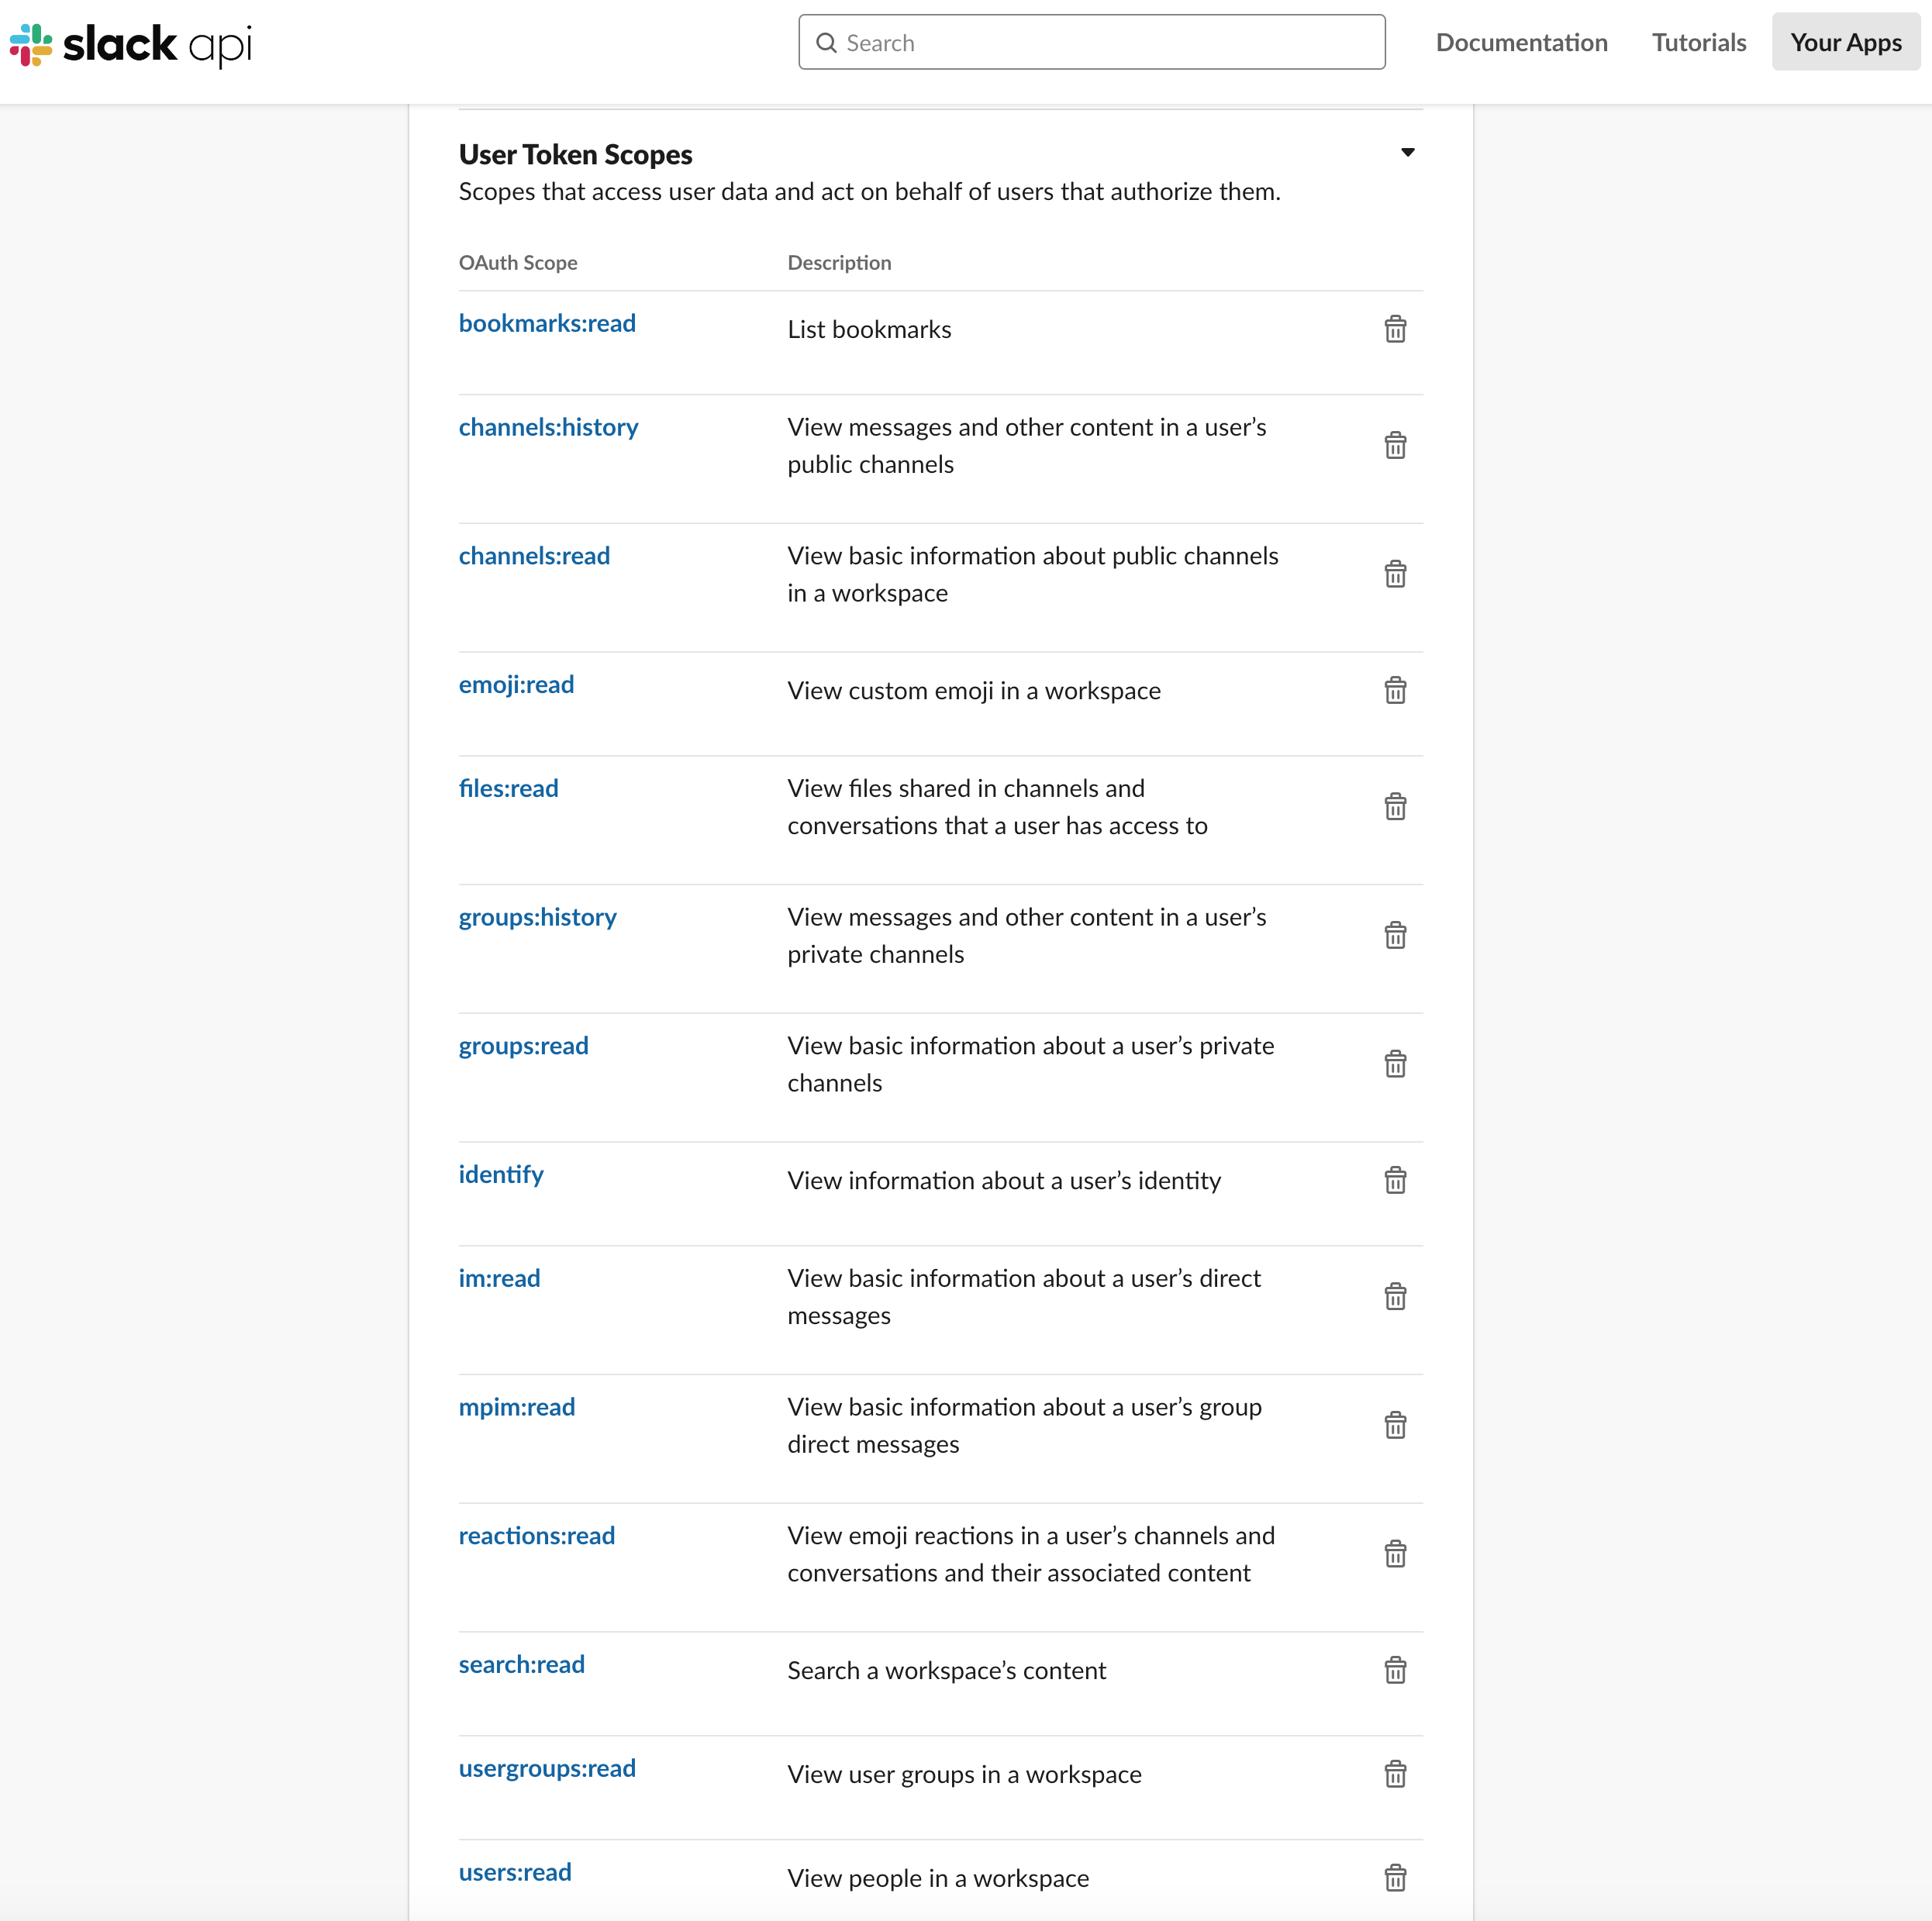 slack api
Search
Documentation
Tutorials
Your Apps
User Token Scopes
Scopes that access user data and act on behalf of users that authorize them.
OAuth Scope
Description
bookmarks:read
List bookmarks
channels:history
View messages and other content in a user’s
public channels
channels:read
View basic information about public channels
in a workspace
emoji:read
View custom emoji in a workspace
files:read
View files shared in channels and
conversations that a user has access to
groups:history
View messages and other content in a user’s
private channels
groups:read
View basic information about a user’s private
channels
identify
View information about a user’s identity
im:read
View basic information about a user’s direct
messages
mpim:read
View basic information about a user’s group
direct messages
reactions:read
View emoji reactions in a user’s channels and
conversations and their associated content
search:read
Search a workspace’s content
usergroups:read
View user groups in a workspace
users:read
View people in a workspace